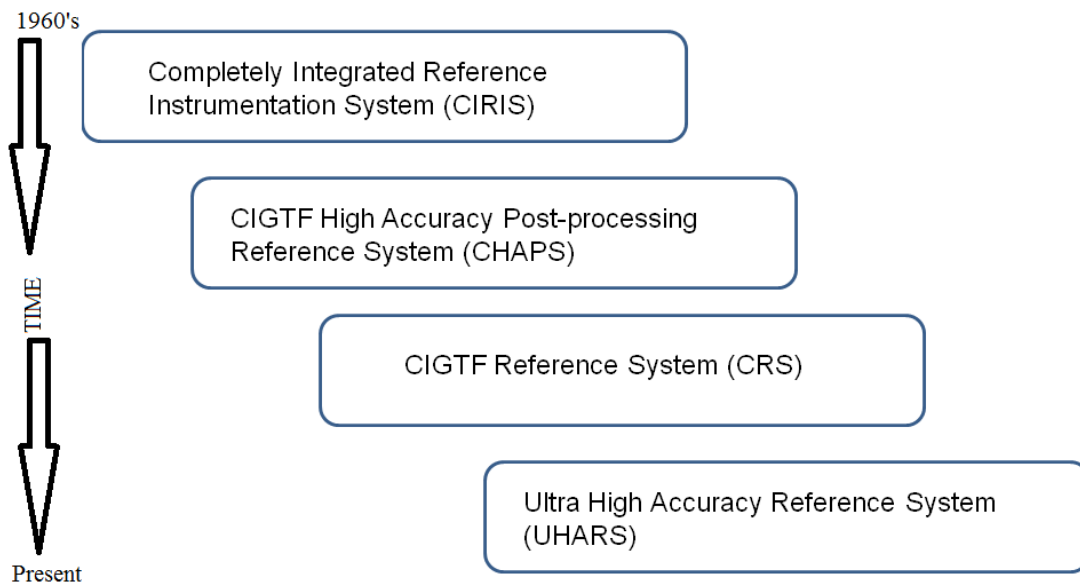 1960's
Completely Integrated Reference
Instrumentation System (CIRIS)
CIGTF High Accuracy Post-processing
Reference System (CHAPS)
TIME
CIGTF Reference System (CRS)
Ultra High Accuracy Reference System
(UHARS)
Present